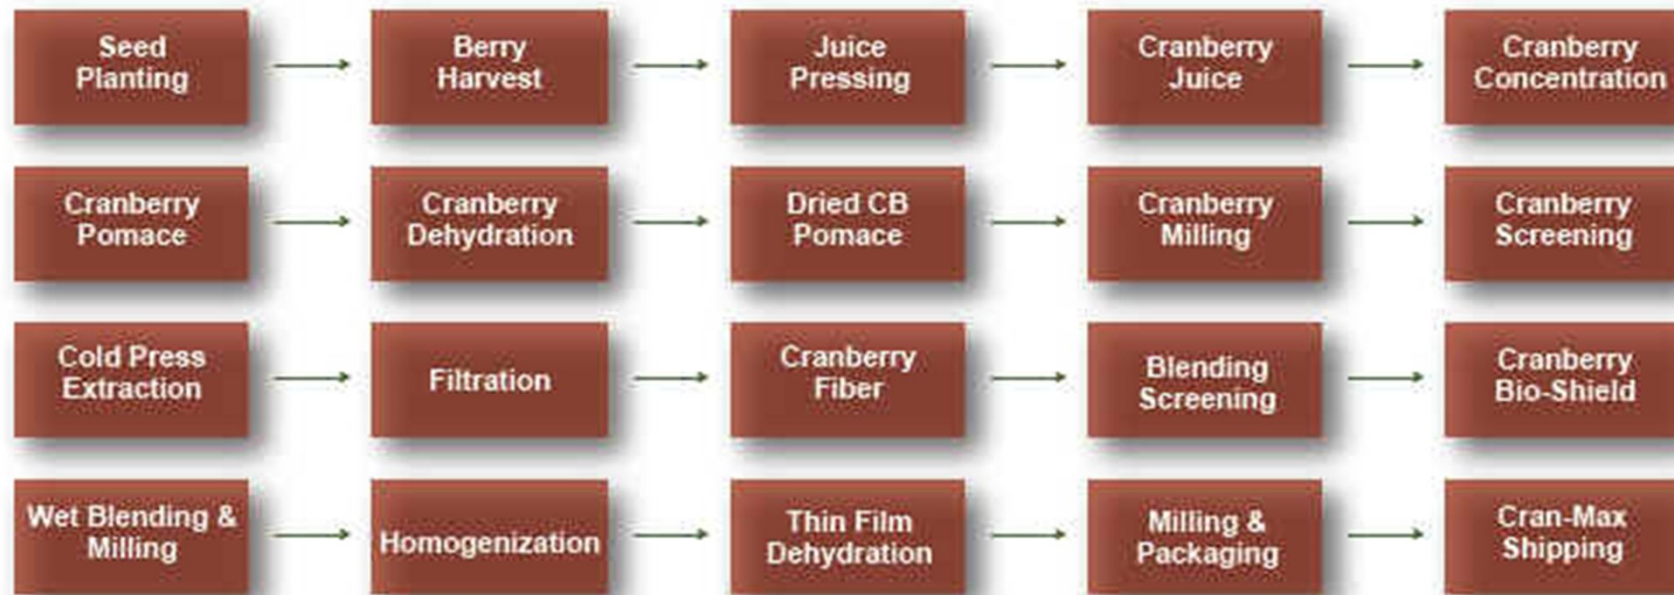 Seed
Planting
Berry
Harvest
Juice
Pressing
Cranberry
Juice
Cranberry
Concentration
Cranberry
Pomace
Cranberry
Dehydration
Dried CB
Pomace
Cranberry
Milling
Cranberry
Screening
Cold Press
Extraction
Filtration
Cranberry
Fiber
Blending
Screening
Cranberry
Bio-Shield
Wet Blending &
Milling
Homogenization
Thin Film
Dehydration
Milling &
Packaging
Cran-Max
Shipping